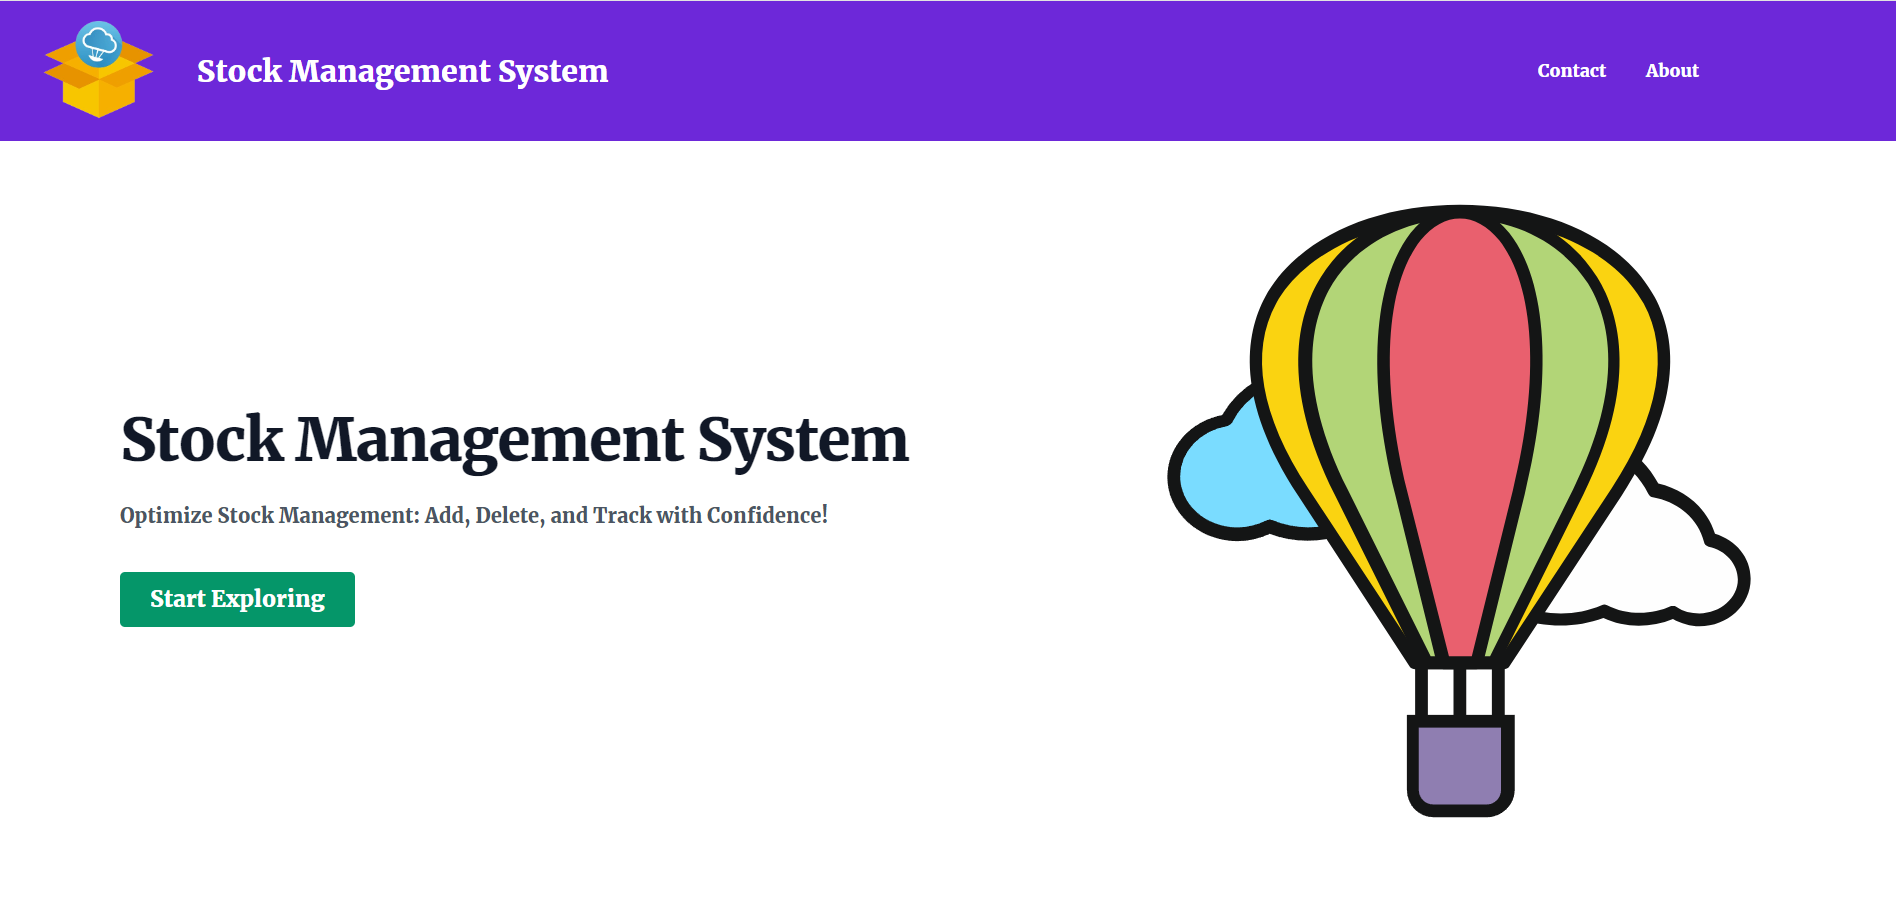 Stock Management System
Contact
About
Stock Management System
Optimize Stock Management: Add, Delete, and Track with Confidence!
Start Exploring